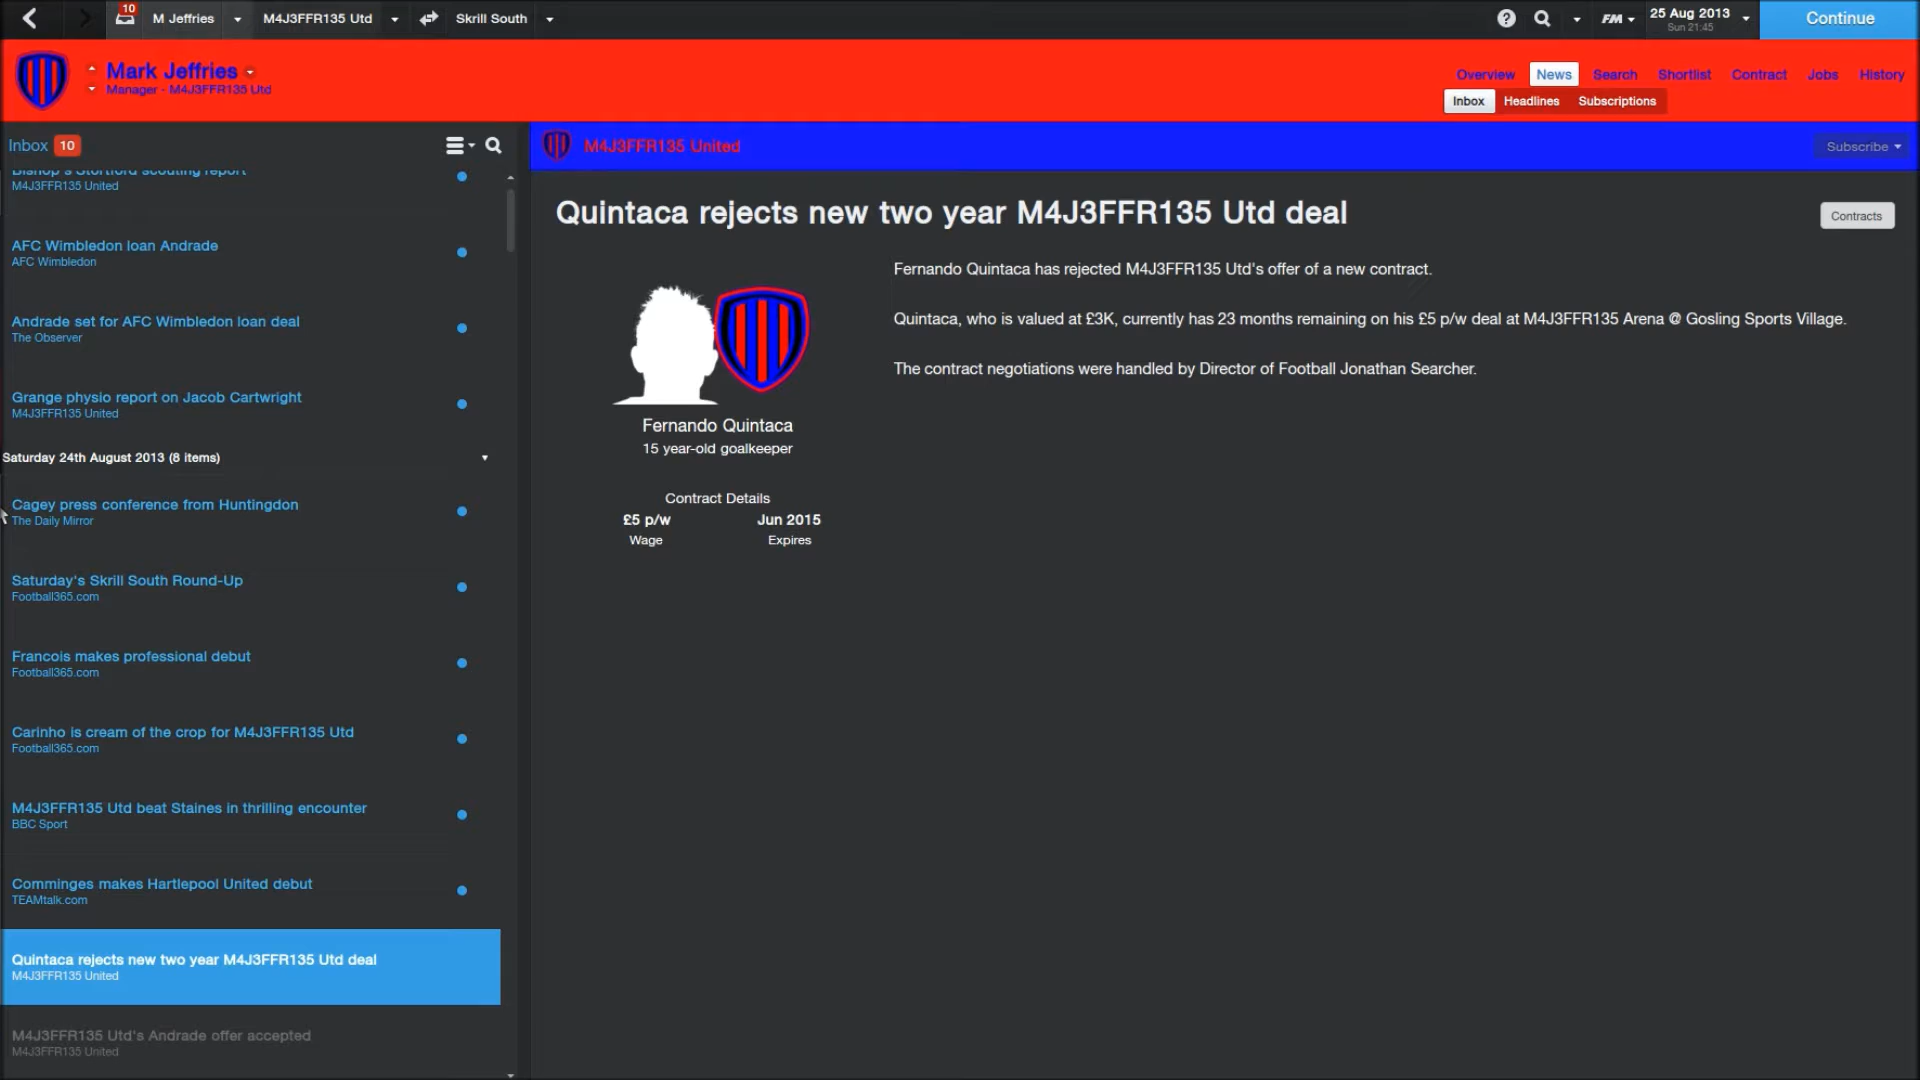 10
M Jeffries
M4J3FFR135 Utd
Skrill South
FM
25 Aug 2013
Sun 21:45
Continue
Mark Jeffries
Manager - M4J3FFR135 Utd
Overview
News
Search
Shortlist
Contract
Jobs
History
Inbox
Headlines
Subscriptions
Inbox 10
Bishop's Stortford scouting report
M4J3FFR135 United
AFC Wimbledon loan Andrade
AFC Wimbledon
Andrade set for AFC Wimbledon loan deal
The Observer
Grange physio report on Jacob Cartwright
M4J3FFR135 United
Saturday 24th August 2013 (8 items)
Cagey press conference from Huntingdon
The Daily Mirror
Saturday's Skrill South Round-Up
Football365.com
Francois makes professional debut
Football365.com
Carinho is cream of the crop for M4J3FFR135 Utd
Football365.com
M4J3FFR135 Utd beat Staines in thrilling encounter
BBC Sport
Comminges makes Hartlepool United debut
TEAMtalk.com
Quintaca rejects new two year M4J3FFR135 Utd deal
M4J3FFR135 United
M4J3FFR135 Utd's Andrade offer accepted
M4J3FFR135 United
M4J3FFR135 United
Subscribe
Quintaca rejects new two year M4J3FFR135 Utd deal
Contracts
Fernando Quintaca has rejected M4J3FFR135 Utd's offer of a new contract.
Quintaca, who is valued at £3K, currently has 23 months remaining on his £5 p/w deal at M4J3FFR135 Arena @ Gosling Sports Village.
The contract negotiations were handled by Director of Football Jonathan Searcher.
Fernando Quintaca
15 year-old goalkeeper
Contract Details
£5 p/w
Jun 2015
Wage
Expires